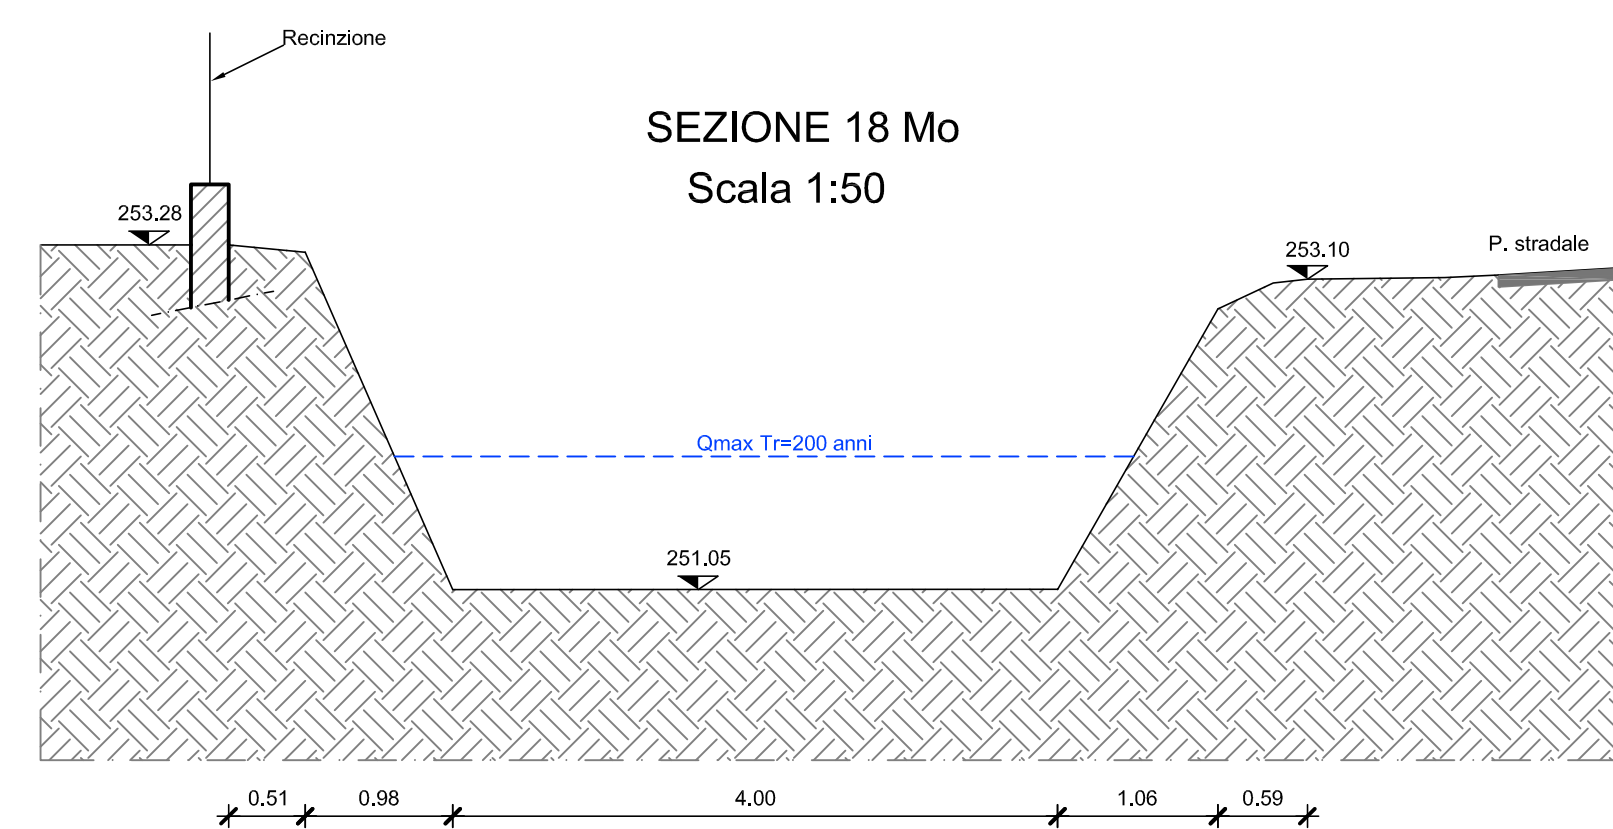 Recinzione
SEZIONE 18 Mo
Scala 1:50
253.28
253.10
P. stradale
Qmax Tr=200 anni
251.05
0.51
0.98
4.00
1.06
0.59